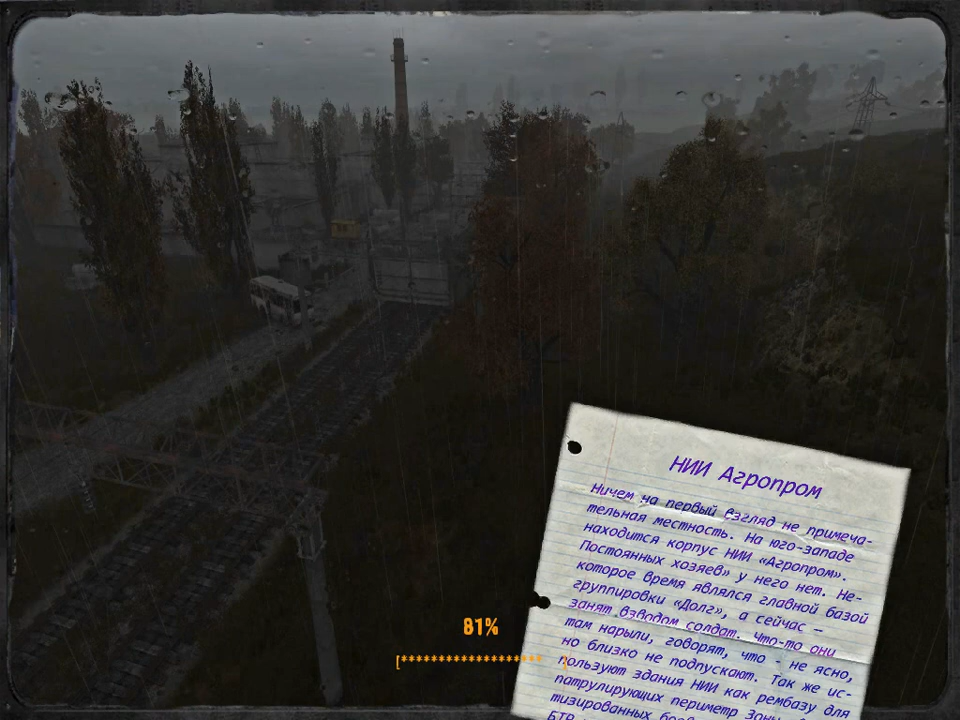 НИИ Агропром
Ничем на первый взгляд не примеча-
тельная местность. На юго-западе
находится корпус НИИ «Агропром».
Постоянных хозяев» у него нет. Не-
которое время являлся главной базой
группировки «Долг», а сейчас –
занят взводом солдат. Что-то они
там нарыли, говорят, что - не ясно,
но близко не подпускают. Так же ис-
пользуют здания НИИ как рембазу для
патрулирующих периметр Зоны
тизированных
БТР
81%
[*******************  ]